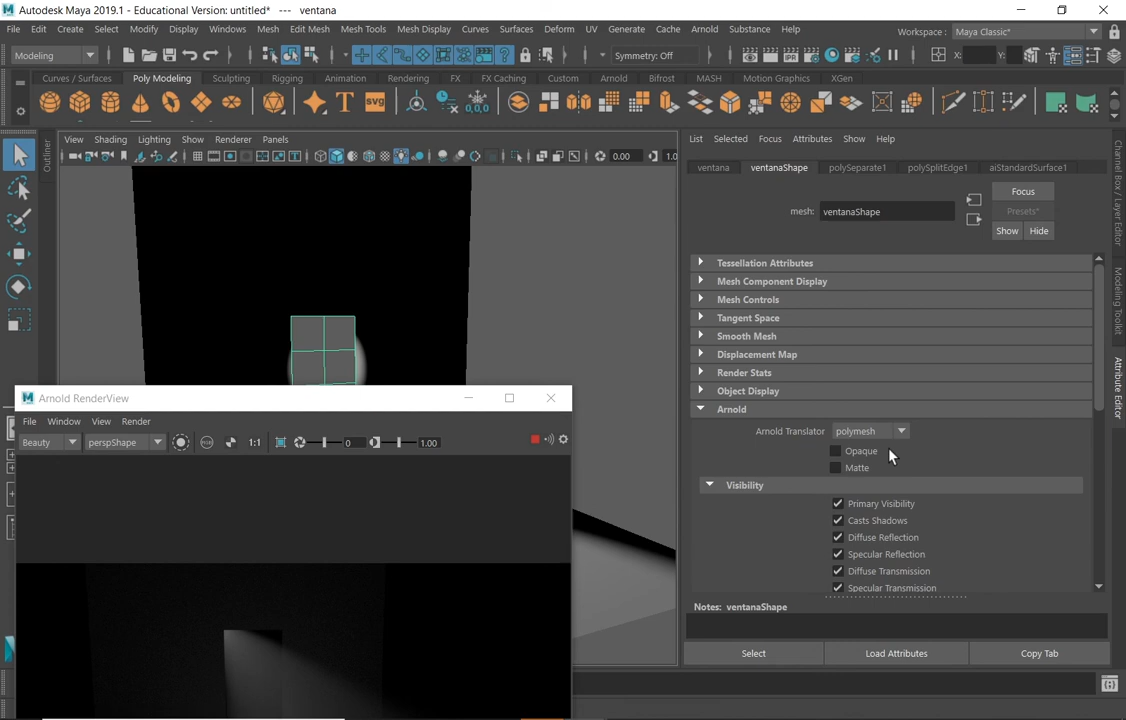 Autodesk Maya 2019.1 - Educational Version: untitled* --- ventana
File Edit Create Select Modify Display Windows Mesh Edit Mesh Mesh Tools Mesh Display Curves Surfaces Deform UV Generate Cache Arnold Substance Help
Workspace : Maya Classic*
Modeling
Symmetry: Off
X: Y:
Curves / Surfaces Poly Modeling Sculpting Rigging Animation Rendering FX FX Caching Custom Arnold Bifrost MASH Motion Graphics XGen
View Shading Lighting Show Renderer Panels
0.00 1.0
Outliner
List Selected Focus Attributes Show Help
ventana ventanaShape polySeparate1 polySplitEdge1 aiStandardSurface1
mesh: ventanaShape
Focus
Presets*
Show Hide
Tessellation Attributes
Mesh Component Display
Mesh Controls
Tangent Space
Smooth Mesh
Displacement Map
Render Stats
Object Display
Arnold
Arnold Translator polymesh
Opaque
Matte
Visibility
Primary Visibility
Casts Shadows
Diffuse Reflection
Specular Reflection
Diffuse Transmission
Specular Transmission
Notes: ventanaShape
Select Load Attributes Copy Tab
Channel Box / Layer Editor
Modeling Toolkit
Attribute Editor
Arnold RenderView
File Window View Render
Beauty perspShape 1:1 0 1.00